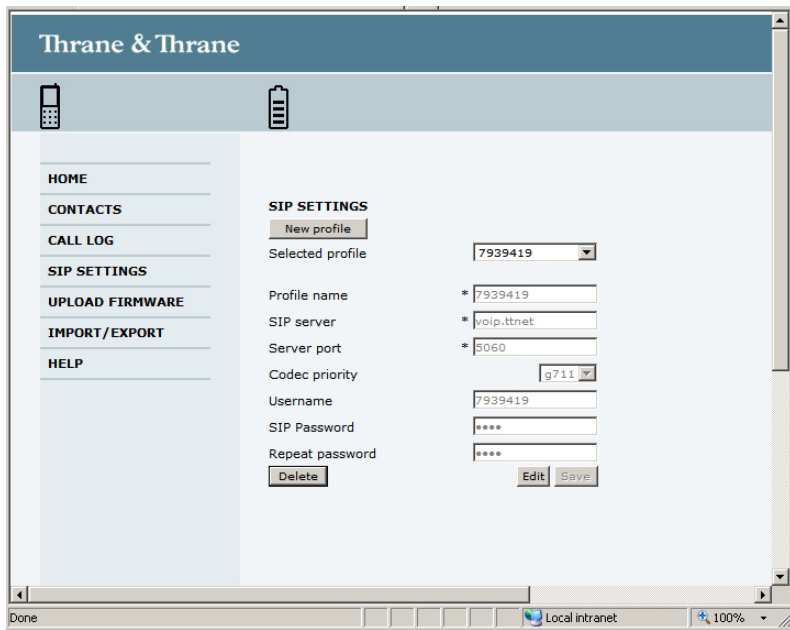 Thrane & Thrane
HOME
CONTACTS
CALL LOG
SIP SETTINGS
UPLOAD FIRMWARE
IMPORT/EXPORT
HELP
SIP SETTINGS
New profile
Selected profile 7939419
Profile name * 7939419
SIP server * voip.ttnet
Server port * 5060
Codec priority g711
Username 7939419
SIP Password ••••
Repeat password ••••
Delete Edit Save
Done Local intranet 100%